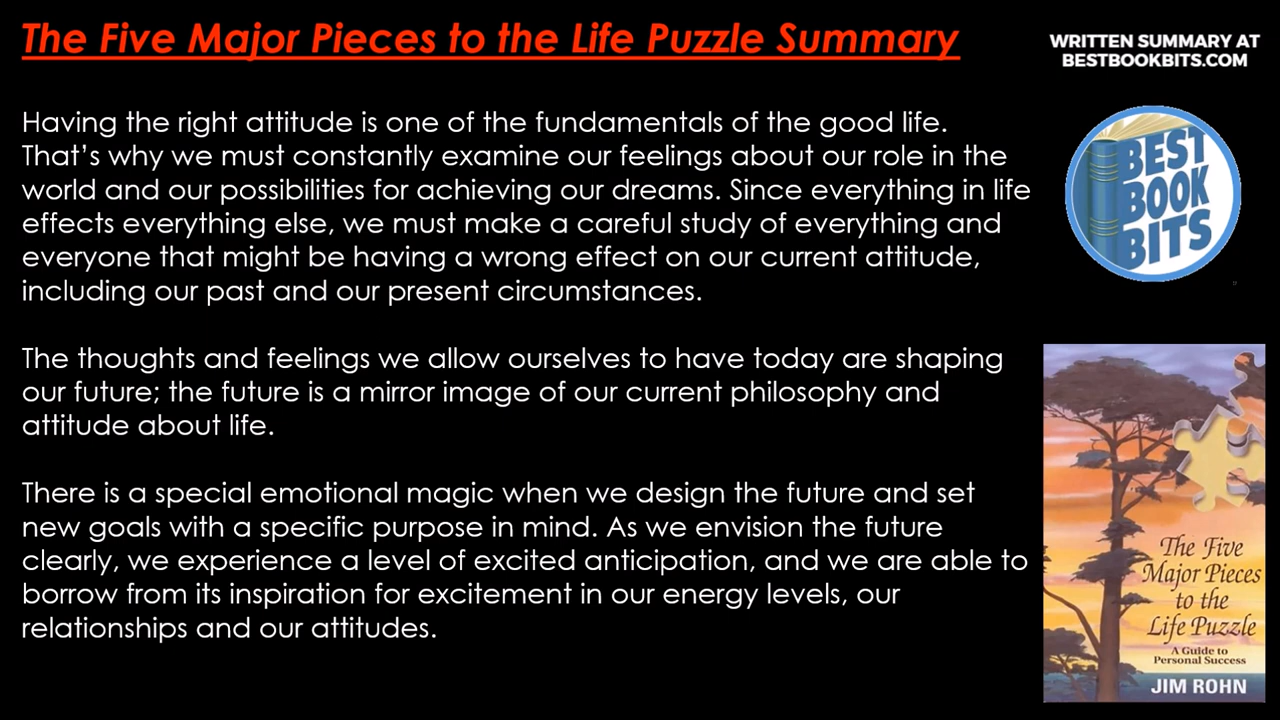 The Five Major Pieces to the Life Puzzle Summary
WRITTEN SUMMARY AT
BESTBOOKBITS.COM
Having the right attitude is one of the fundamentals of the good life.
That's why we must constantly examine our feelings about our role in the
world and our possibilities for achieving our dreams. Since everything in life
effects everything else, we must make a careful study of everything and
everyone that might be having a wrong effect on our current attitude,
including our past and our present circumstances.
The thoughts and feelings we allow ourselves to have today are shaping
our future; the future is a mirror image of our current philosophy and
attitude about life.
There is a special emotional magic when we design the future and set
new goals with a specific purpose in mind. As we envision the future
clearly, we experience a level of excited anticipation, and we are able to
borrow from its inspiration for excitement in our energy levels, our
relationships and our attitudes.
BEST
BOOK
BITS
The Five
Major Pieces
to the
Life Puzzle
A Guide to
Personal Success
JIM ROHN